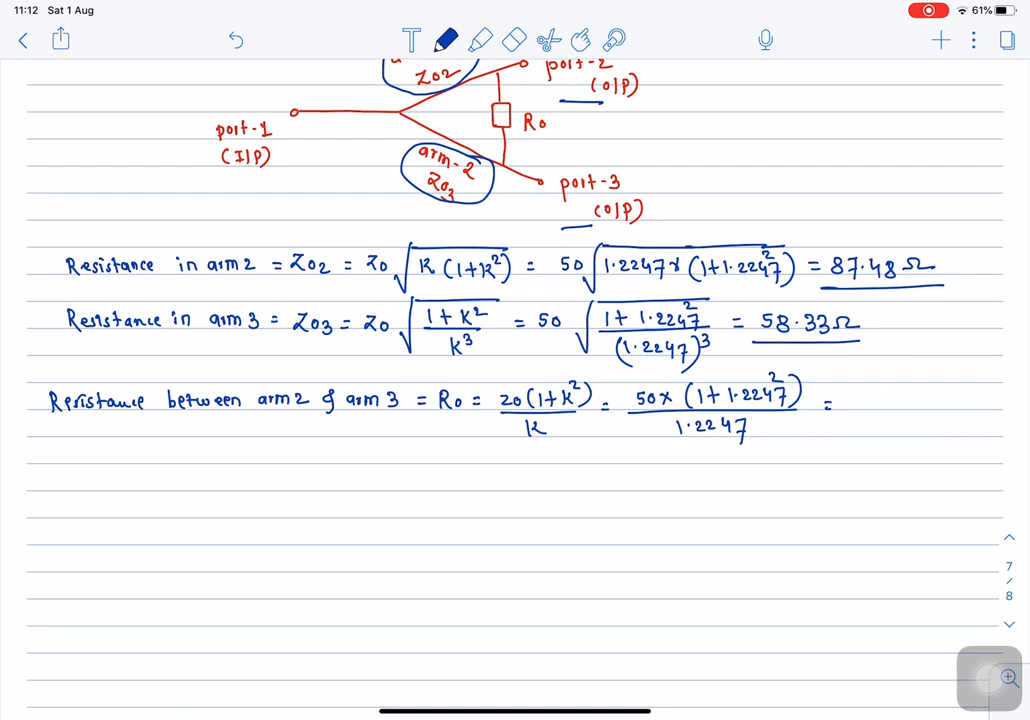 11:12 Sat 1 Aug 61%
T
Z02
port-2
(O/P)
R0
port-1
(I/P)
arm-2
Z03
port-3
(O/P)
Resistance in arm 2 = Z02 = Z0 √(K(1+K²)) = 50 √(1.2247×(1+1.2247²)) = 87.48 Ω
Resistance in arm 3 = Z03 = Z0 √((1+K²)/K³) = 50 √((1+1.2247²)/(1.2247)³) = 58.33 Ω
Resistance between arm 2 & arm 3 = R0 = Z0(1+K²)/K = 50×(1+1.2247²)/1.2247 =
7
/
8